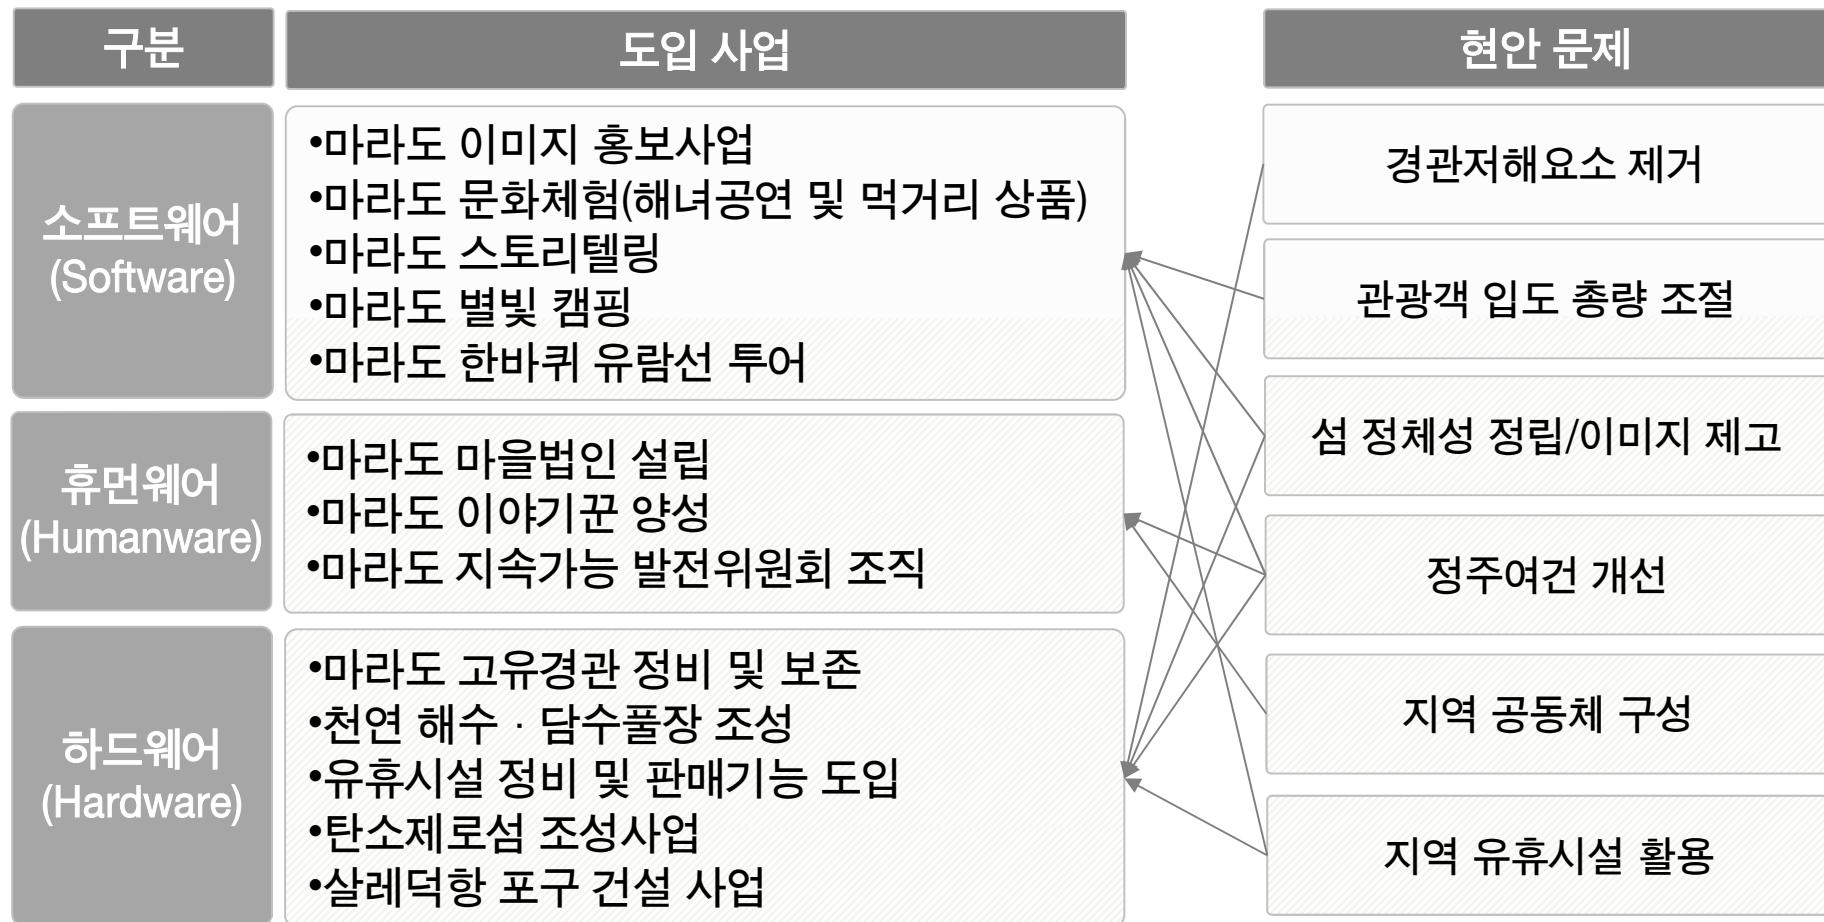 구분
도입 사업
현안 문제
소프트웨어
(Software)
•마라도 이미지 홍보사업
•마라도 문화체험(해녀공연 및 먹거리 상품)
•마라도 스토리텔링
•마라도 별빛 캠핑
•마라도 한바퀴 유람선 투어
휴먼웨어
(Humanware)
•마라도 마을법인 설립
•마라도 이야기꾼 양성
•마라도 지속가능 발전위원회 조직
하드웨어
(Hardware)
•마라도 고유경관 정비 및 보존
•천연 해수 · 담수풀장 조성
•유휴시설 정비 및 판매기능 도입
•탄소제로섬 조성사업
•살레덕항 포구 건설 사업
경관저해요소 제거
관광객 입도 총량 조절
섬 정체성 정립/이미지 제고
정주여건 개선
지역 공동체 구성
지역 유휴시설 활용